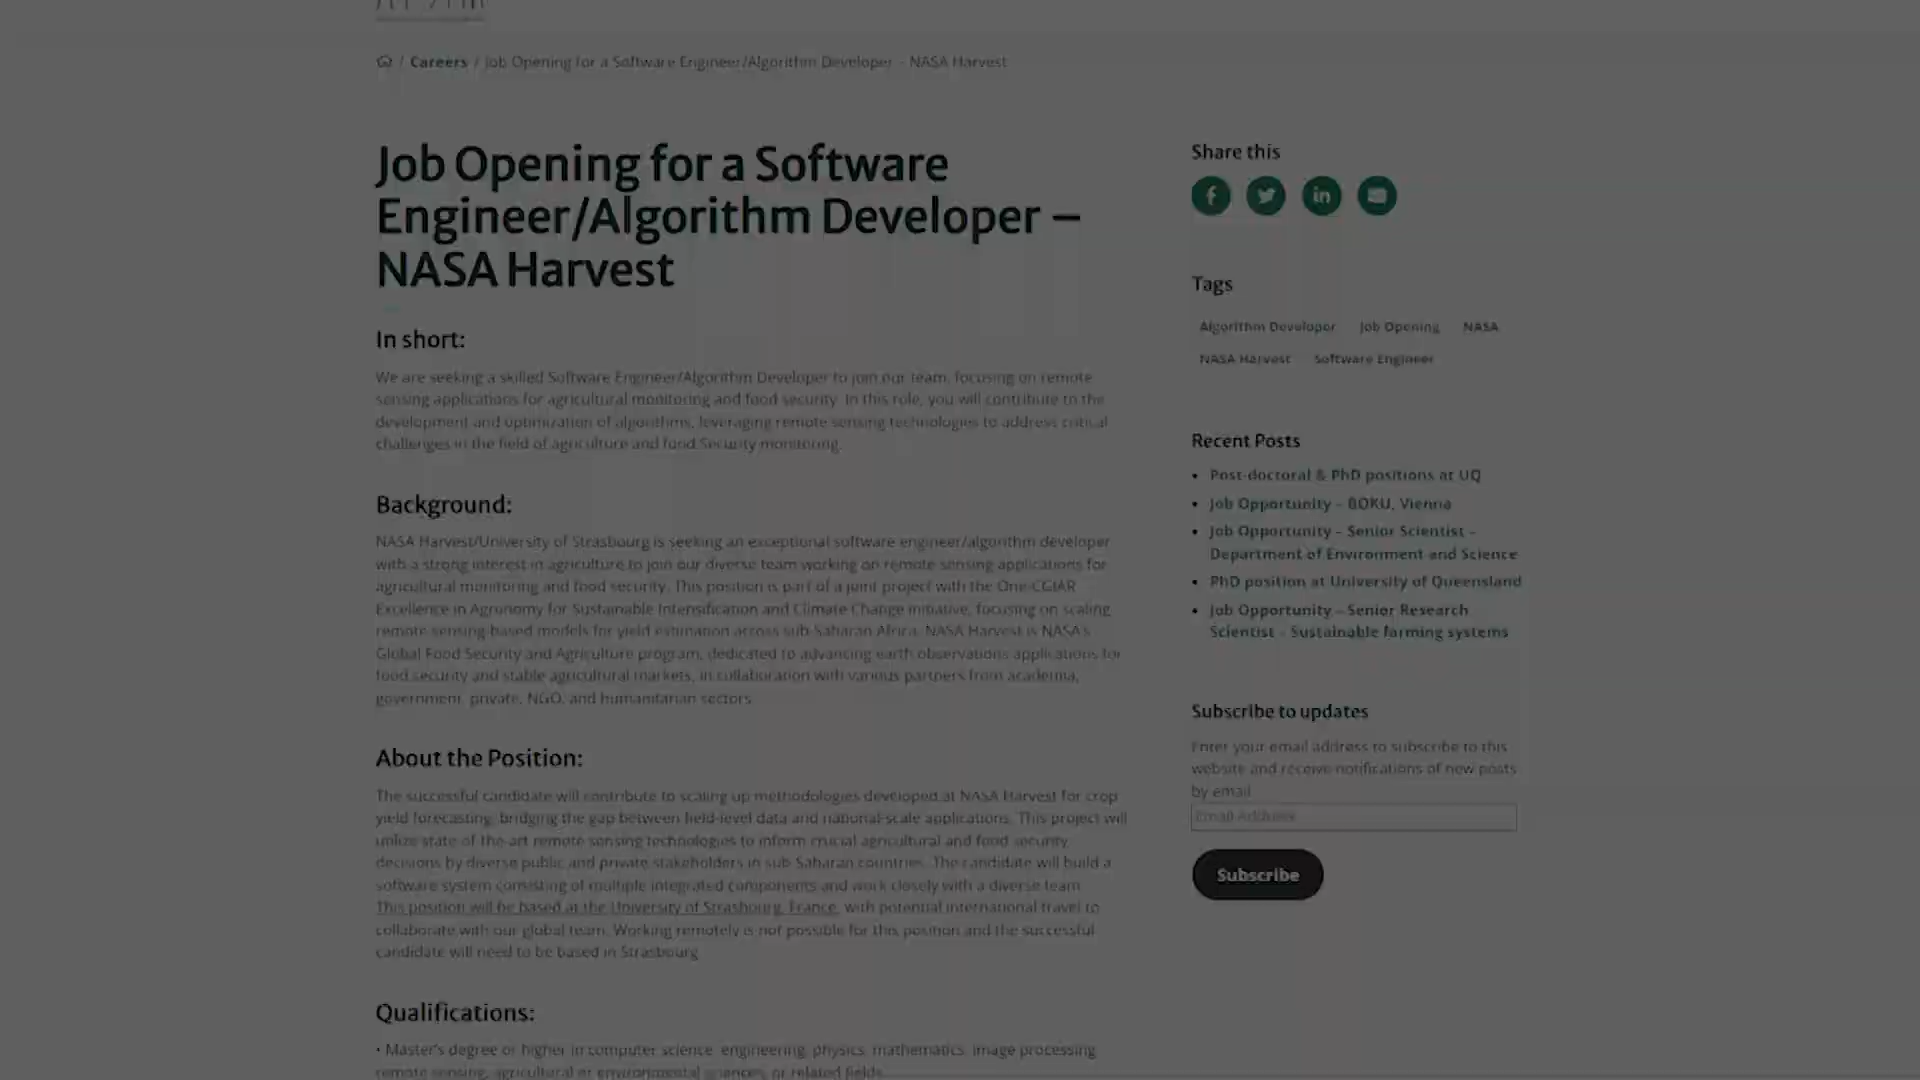 / Careers / Job Opening for a Software Engineer/Algorithm Developer – NASA Harvest
Job Opening for a Software
Engineer/Algorithm Developer –
NASA Harvest
In short:
We are seeking a skilled Software Engineer/Algorithm Developer to join our team, focusing on remote
sensing applications for agricultural monitoring and food security. In this role, you will contribute to the
development and optimization of algorithms, leveraging remote sensing technologies to address critical
challenges in the field of agriculture and food Security monitoring.
Background:
NASA Harvest/University of Strasbourg is seeking an exceptional software engineer/algorithm developer
with a strong interest in agriculture to join our diverse team working on remote sensing applications for
agricultural monitoring and food security. This position is part of a joint project with the One-CGIAR
Excellence in Agronomy for Sustainable Intensification and Climate Change Initiative, focusing on scaling
remote sensing-based models for yield estimation across sub-Saharan Africa. NASA Harvest is NASA's
Global Food Security and Agriculture program, dedicated to advancing earth observations applications for
food security and stable agricultural markets, in collaboration with various partners from academia,
government, private, NGO, and humanitarian sectors.
About the Position:
The successful candidate will contribute to scaling up methodologies developed at NASA Harvest for crop
yield forecasting, bridging the gap between field-level data and national-scale applications. This project will
utilize state-of-the-art remote sensing technologies to inform crucial agricultural and food security
decisions by diverse public and private stakeholders in sub-Saharan countries. The candidate will build a
software system consisting of multiple integrated components and work closely with a diverse team.
This position will be based at the University of Strasbourg, France, with potential international travel to
collaborate with our global team. Working remotely is not possible for this position and the successful
candidate will need to be based in Strasbourg
Qualifications:
• Master's degree or higher in computer science, engineering, physics, mathematics, image processing,
remote sensing, agricultural or environmental sciences, or related fields
Share this
Tags
Algorithm Developer Job Opening NASA
NASA Harvest Software Engineer
Recent Posts
• Post-doctoral & PhD positions at UQ
• Job Opportunity – BOKU, Vienna
• Job Opportunity – Senior Scientist –
Department of Environment and Science
• PhD position at University of Queensland
• Job Opportunity – Senior Research
Scientist – Sustainable farming systems
Subscribe to updates
Enter your email address to subscribe to this
website and receive notifications of new posts
by email.
Email Address
Subscribe